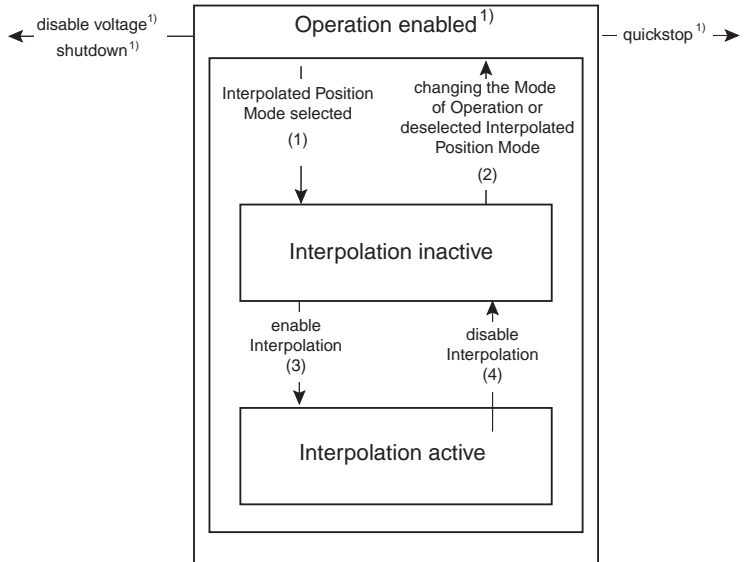 disable voltage1)
shutdown1)
Operation enabled1)
quickstop1)
Interpolated Position
Mode selected
(1)
changing the Mode
of Operation or
deselected Interpolated
Position Mode
(2)
Interpolation inactive
enable
Interpolation
(3)
disable
Interpolation
(4)
Interpolation active